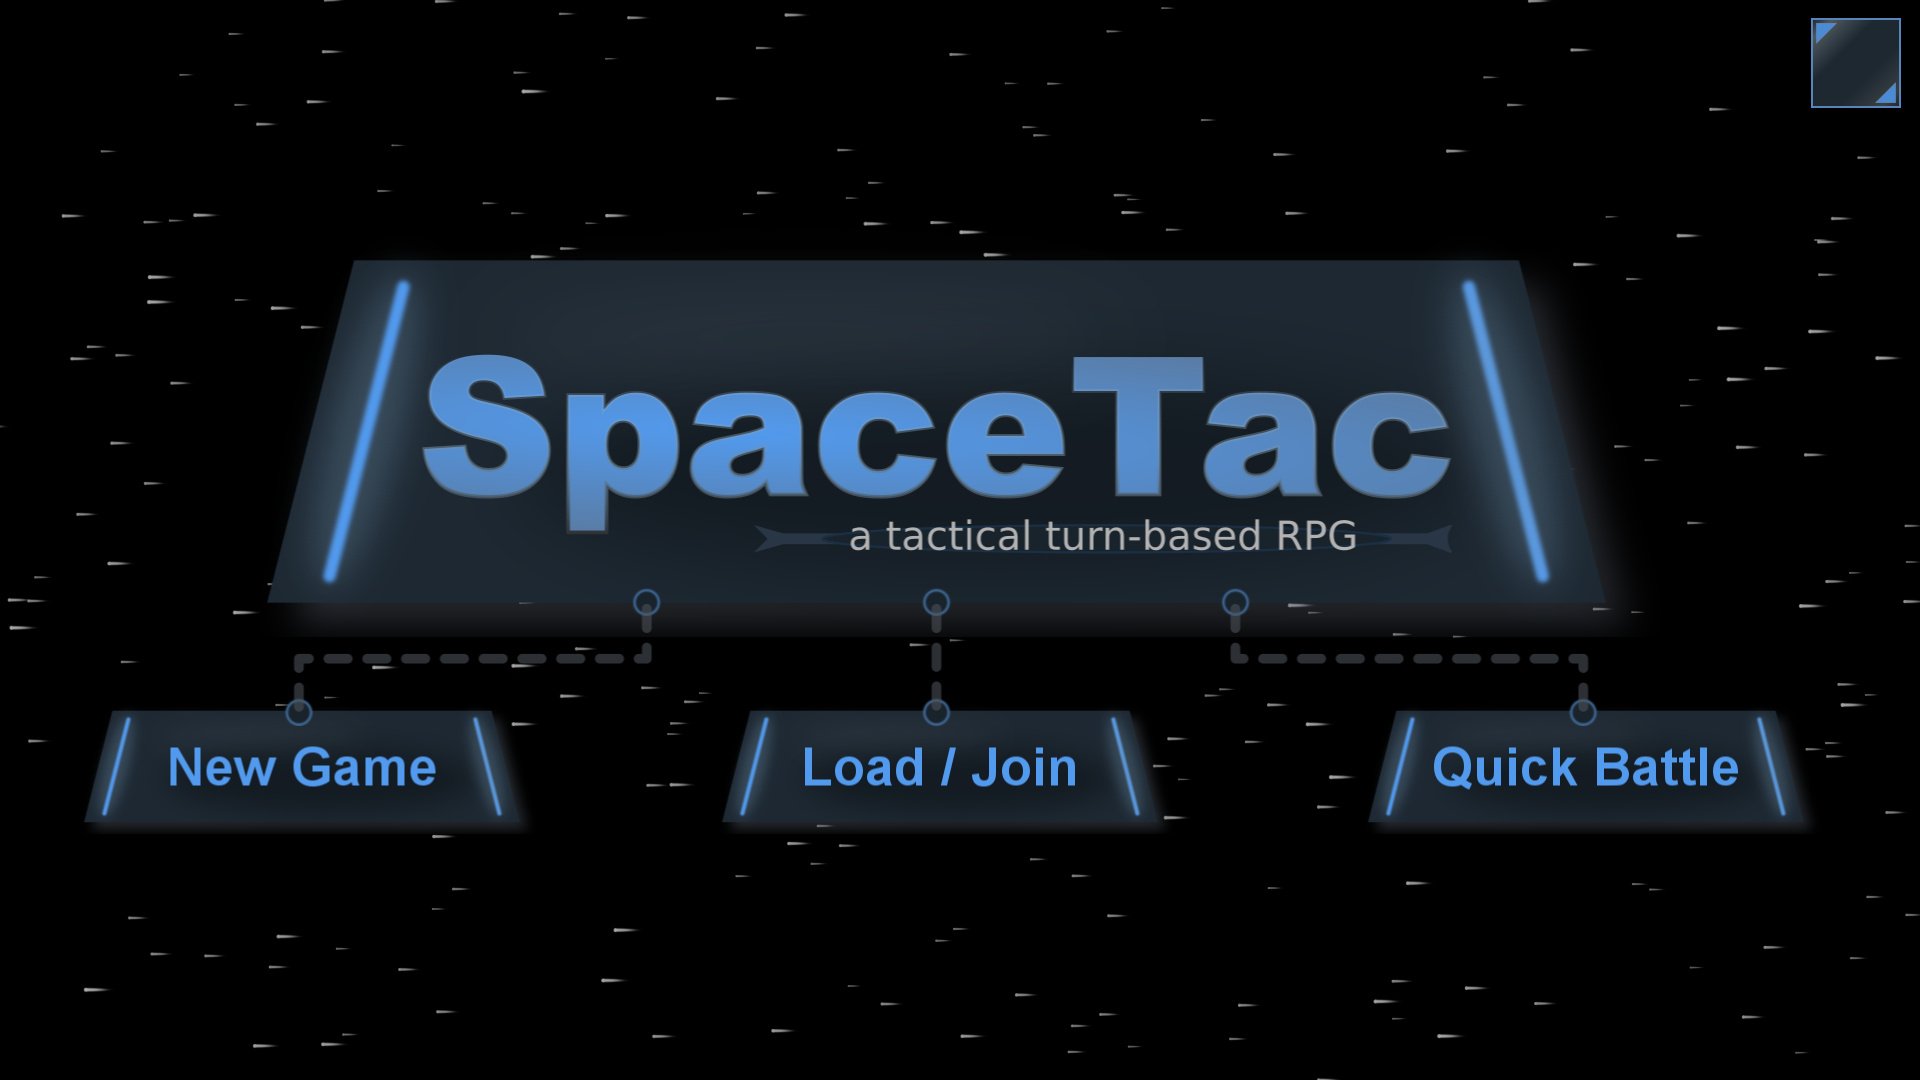 SpaceTac
a tactical turn-based RPG
New Game
Load / Join
Quick Battle